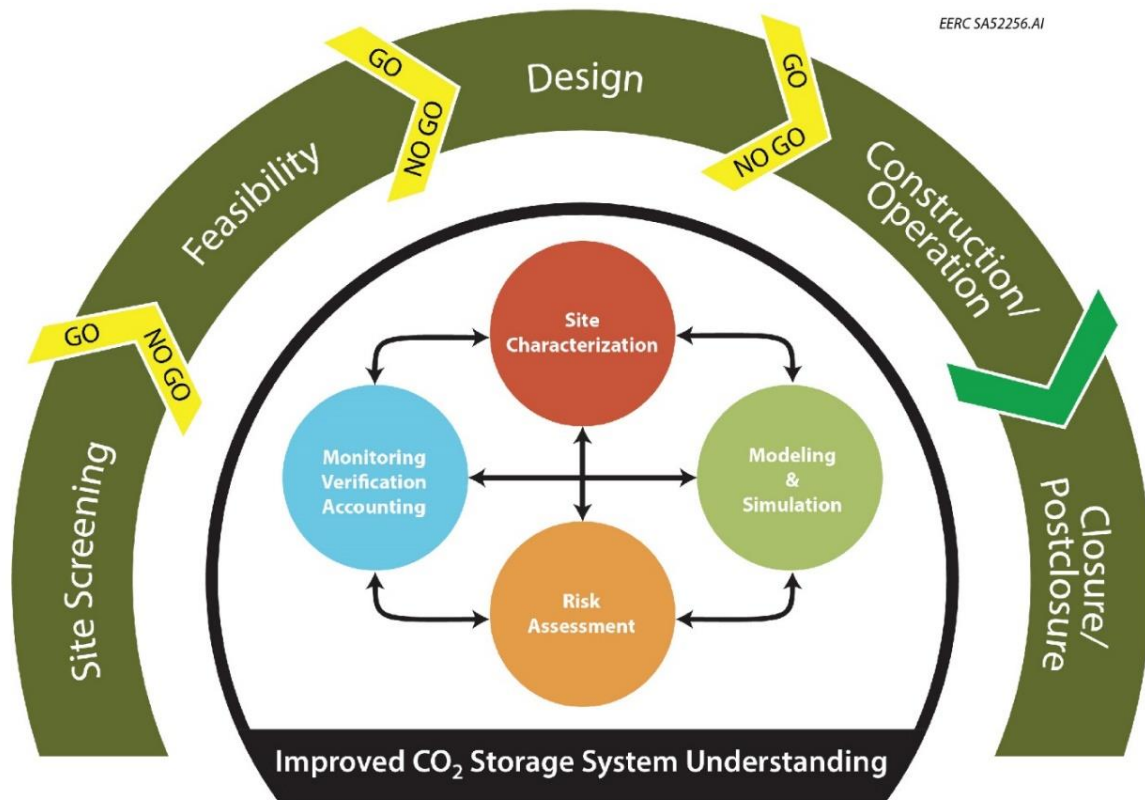 EERC SA52256.AI
Site Screening
GO
NO GO
Feasibility
GO
NO GO
Design
GO
NO GO
Construction/
Operation
Closure/
Postclosure
Site
Characterization
Monitoring
Verification
Accounting
Modeling
&
Simulation
Risk
Assessment
Improved CO₂ Storage System Understanding